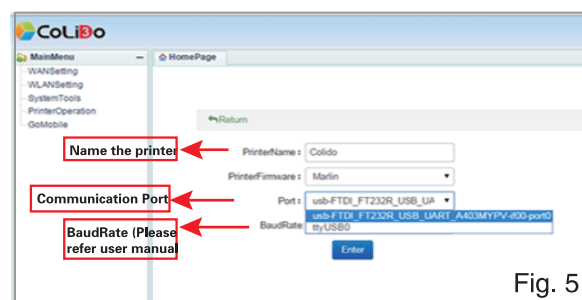 CoLiDo
MainMenu
HomePage
WANSetting
WLANSetting
SystemTools
PrinterOperation
GoMobile
Return
Name the printer
PrinterName : Colido
PrinterFirmware : Marlin
Communication Port
Port : usb-FTDI_FT232R_USB_UA
usb-FTDI_FT232R_USB_UART_A403MYPV-if00-port0
BaudRate (Please
refer user manual
BaudRate
ttyUSB0
Enter
Fig. 5